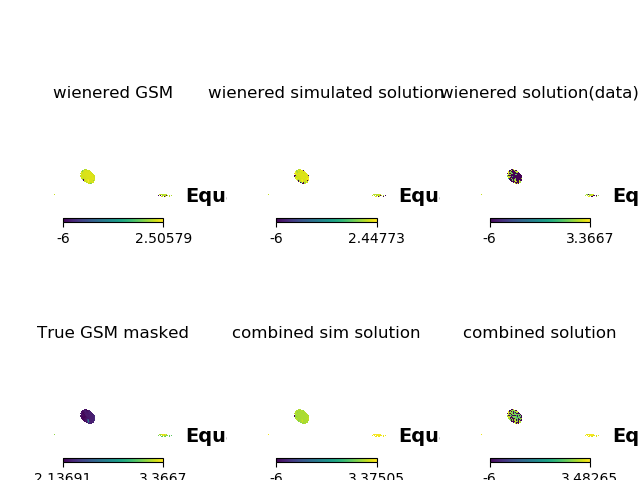 wienered GSM
wienered simulated solution
wienered solution(data)
Equ
Equ
Eq
-6 2.50579
-6 2.44773
-6 3.3667
True GSM masked
combined sim solution
combined solution
Equ
Equ
Eq
2.13691 3.3667
-6 3.37505
-6 3.48265